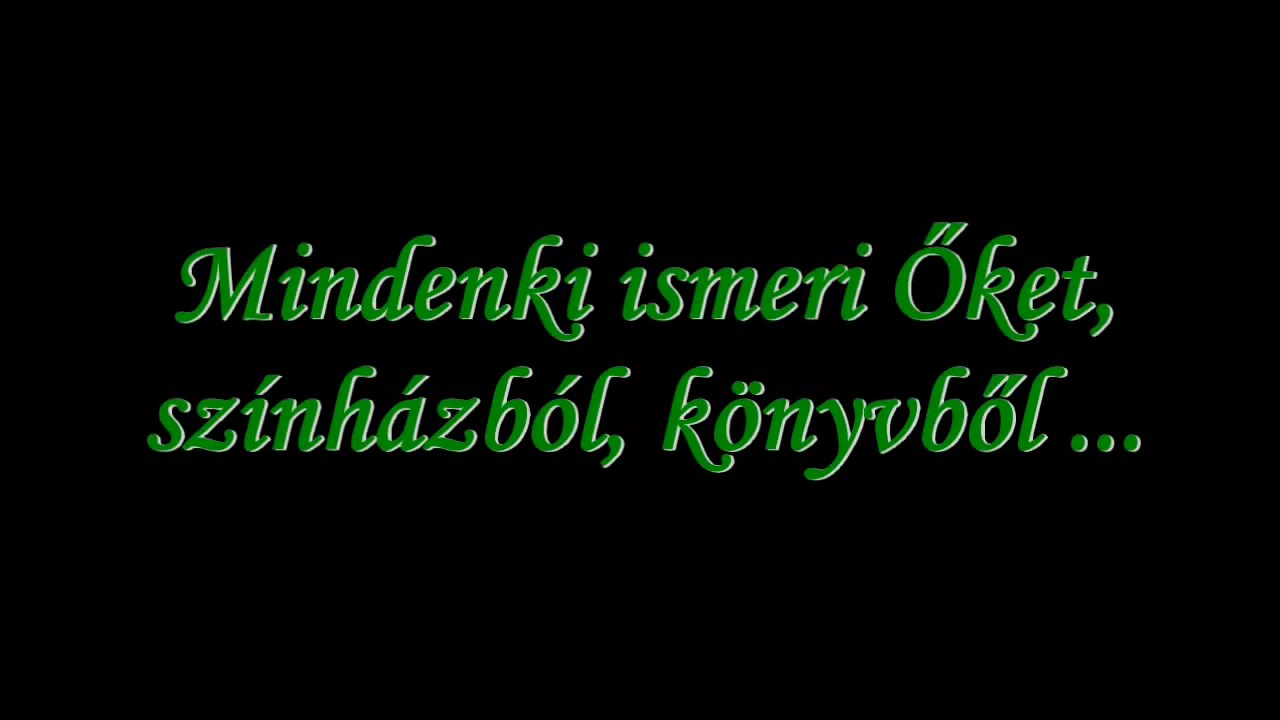 Mindenki ismeri Őket,
színházból, könyvből ...